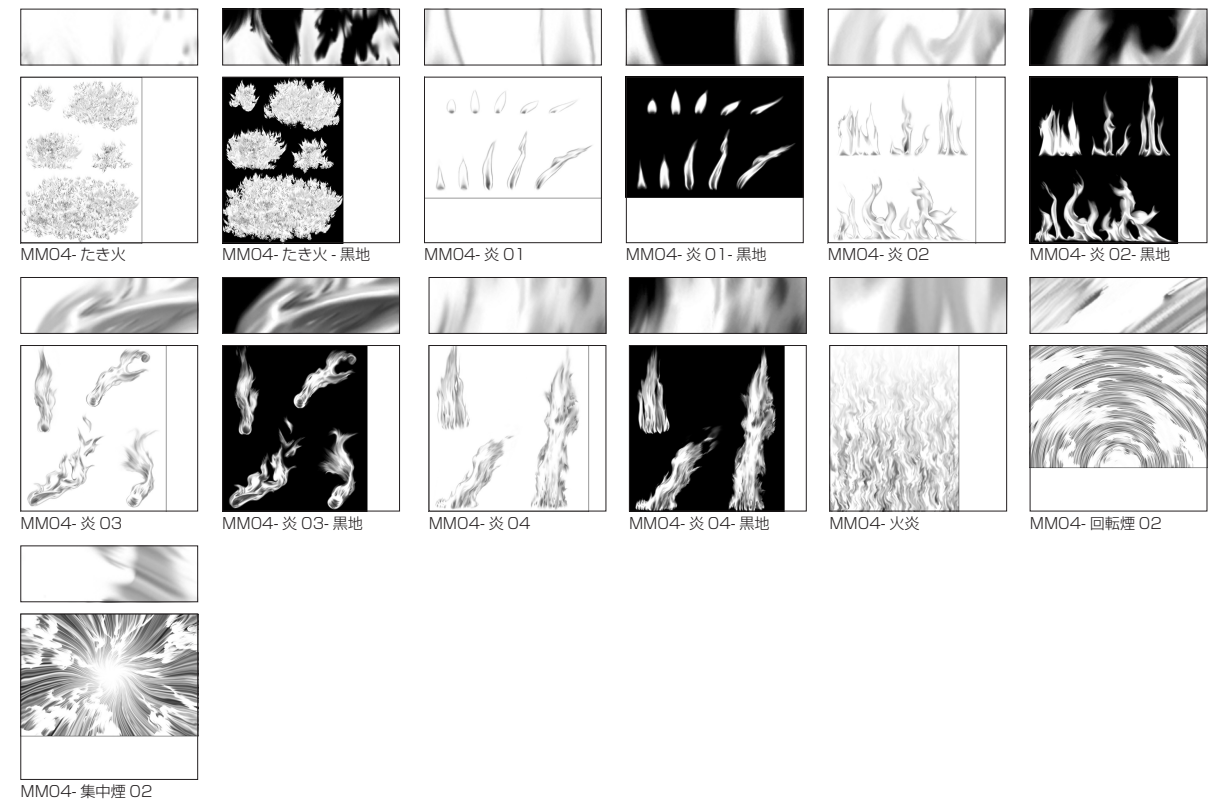 MM04- たき火
MM04- たき火 - 黒地
MM04- 炎 01
MM04- 炎 01- 黒地
MM04- 炎 02
MM04- 炎 02- 黒地
MM04- 炎 03
MM04- 炎 03- 黒地
MM04- 炎 04
MM04- 炎 04- 黒地
MM04- 火炎
MM04- 回転煙 02
MM04- 集中煙 02